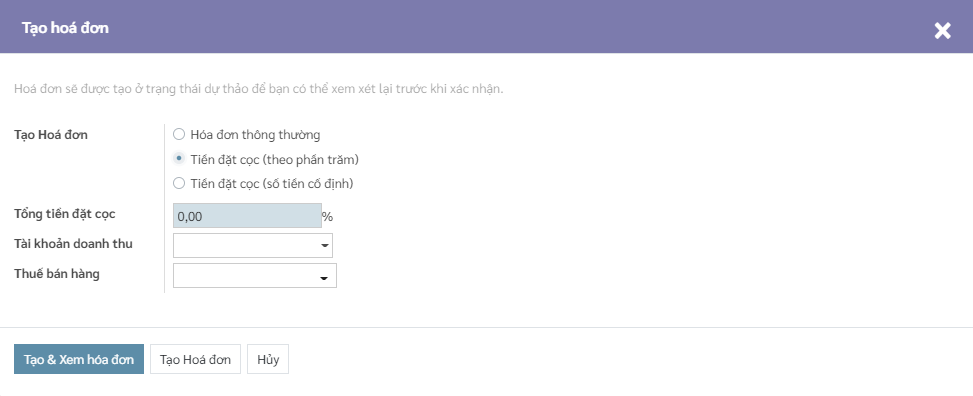 Tạo hoá đơn
Hoá đơn sẽ được tạo ở trạng thái dự thảo để bạn có thể xem xét lại trước khi xác nhận.
Tạo Hoá đơn
Hóa đơn thông thường
Tiền đặt cọc (theo phần trăm)
Tiền đặt cọc (số tiền cố định)
Tổng tiền đặt cọc 0,00 %
Tài khoản doanh thu
Thuế bán hàng
Tạo & Xem hóa đơn Tạo Hoá đơn Hủy